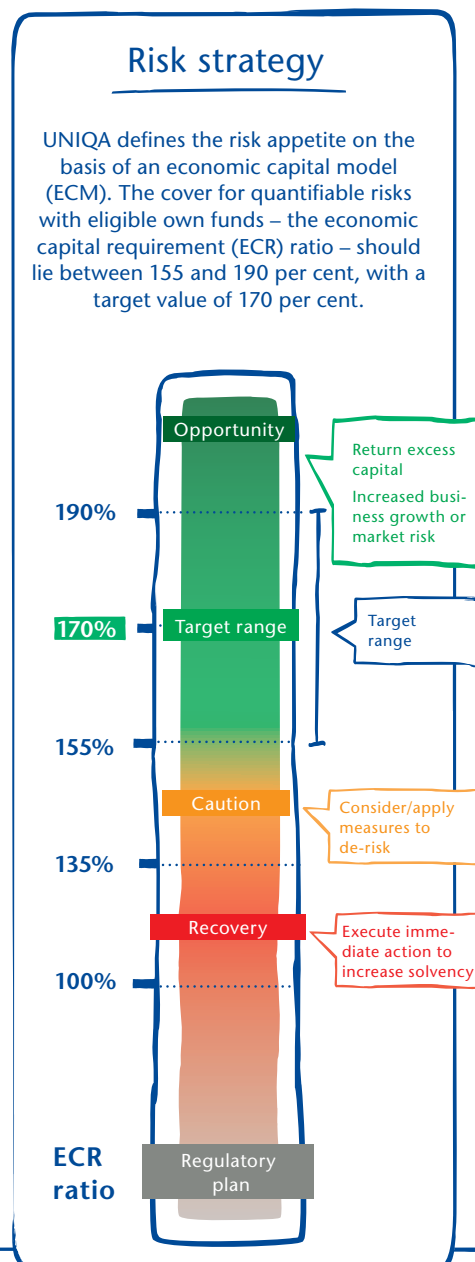 Risk strategy
UNIQA defines the risk appetite on the
basis of an economic capital model
(ECM). The cover for quantifiable risks
with eligible own funds – the economic
capital requirement (ECR) ratio – should
lie between 155 and 190 per cent, with a
target value of 170 per cent.
Opportunity
Return excess
capital
Increased busi-
ness growth or
market risk
190%
170%
Target range
Target
range
155%
Caution
Consider/apply
measures to
de-risk
135%
Recovery
Execute imme-
diate action to
increase solvency
100%
ECR
ratio
Regulatory
plan